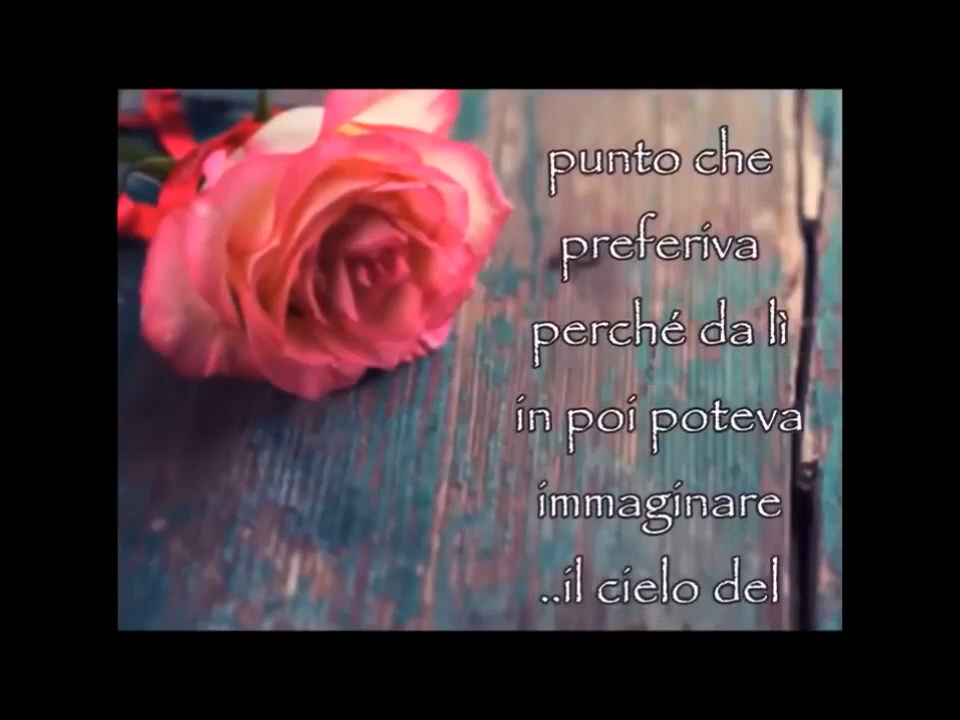 punto che
preferiva
perché da lì
in poi poteva
immaginare
..il cielo del